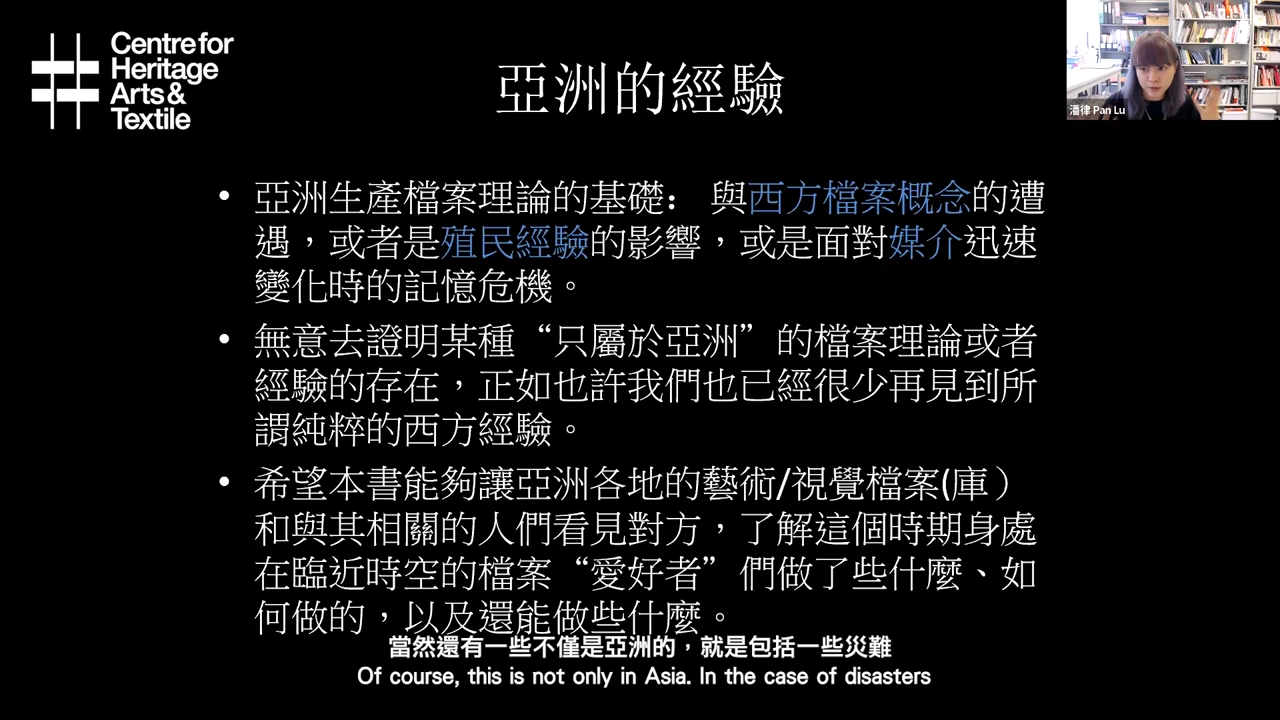 Centre for
Heritage
Arts &
Textile
亞洲的經驗
潘律 Pan Lu
• 亞洲生產檔案理論的基礎： 與西方檔案概念的遭
遇，或者是殖民經驗的影響，或是面對媒介迅速
變化時的記憶危機。
• 無意去證明某種“只屬於亞洲”的檔案理論或者
經驗的存在，正如也許我們也已經很少再見到所
謂純粹的西方經驗。
• 希望本書能夠讓亞洲各地的藝術/視覺檔案(庫）
和與其相關的人們看見對方，了解這個時期身處
在臨近時空的檔案“愛好者”們做了些什麼、如
何做的，以及還能做些什麼。
當然還有一些不僅是亞洲的，就是包括一些災難
Of course, this is not only in Asia. In the case of disasters